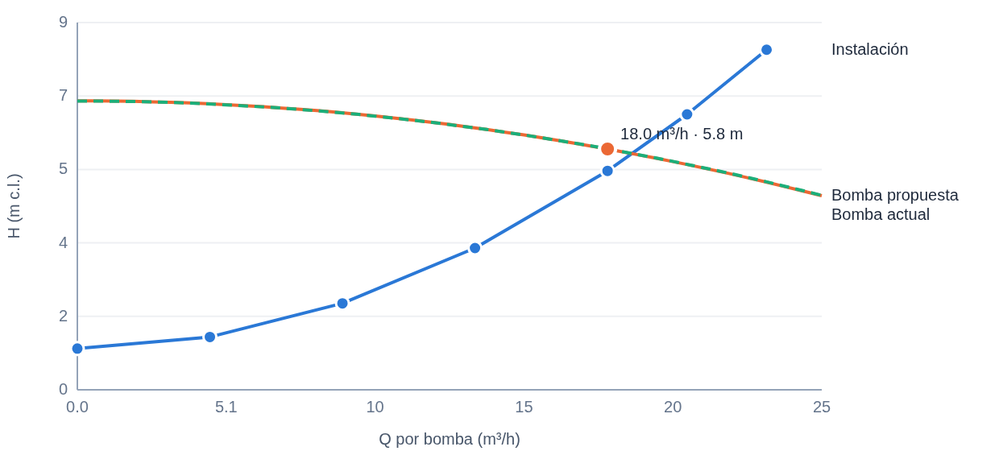 9
Instalación
7
18.0 m³/h · 5.8 m
5
Bomba propuesta
Bomba actual
H (m c.l.)
4
2
0
0.0 5.1 10 15 20 25
Q por bomba (m³/h)